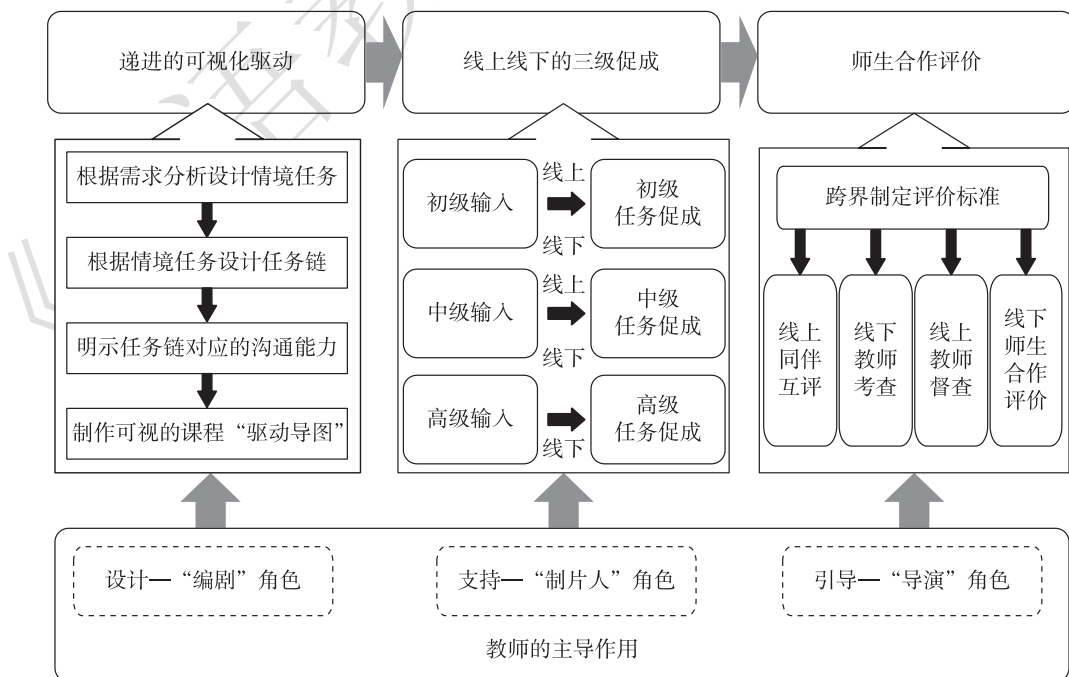 递进的可视化驱动
线上线下的三级促成
师生合作评价
根据需求分析设计情境任务
根据情境任务设计任务链
明示任务链对应的沟通能力
制作可视的课程“驱动导图”
初级输入
线上
线下
初级
任务促成
中级输入
线上
线下
中级
任务促成
高级输入
线下
高级
任务促成
跨界制定评价标准
线上
同伴
互评
线下
教师
考查
线上
教师
督查
线下
师生
合作
评价
设计—“编剧”角色
支持—“制片人”角色
引导—“导演”角色
教师的主导作用